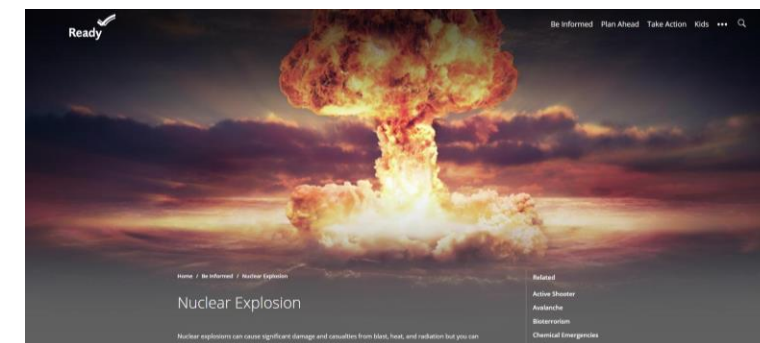 Ready
Be Informed Plan Ahead Take Action Kids •••
Home / Be Informed / Nuclear Explosion
Nuclear Explosion
Nuclear explosions can cause significant damage and casualties from blast, heat, and radiation but you can
Related
Active Shooter
Avalanche
Bioterrorism
Chemical Emergencies